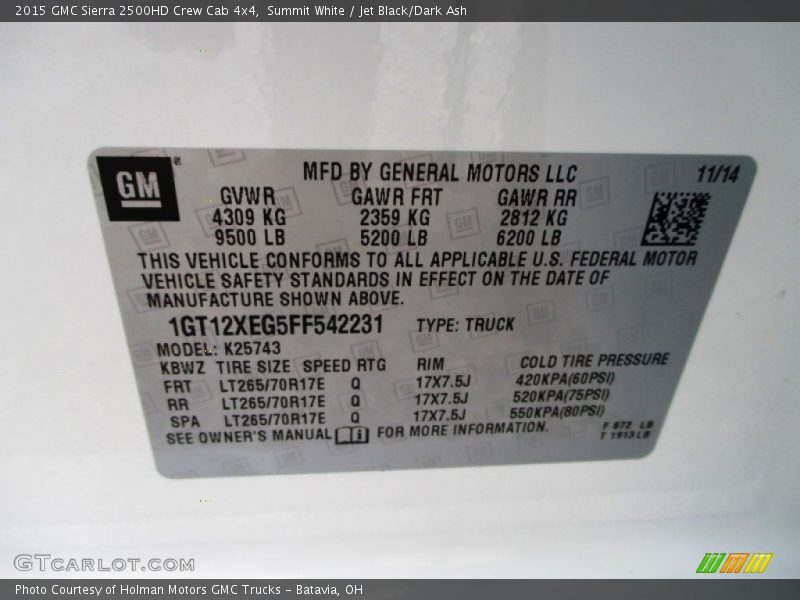 2015 GMC Sierra 2500HD Crew Cab 4x4,  Summit White / Jet Black/Dark Ash
GM ®
MFD BY GENERAL MOTORS LLC 11/14
GVWR GAWR FRT GAWR RR
4309 KG 2359 KG 2812 KG
9500 LB 5200 LB 6200 LB
THIS VEHICLE CONFORMS TO ALL APPLICABLE U.S. FEDERAL MOTOR
VEHICLE SAFETY STANDARDS IN EFFECT ON THE DATE OF
MANUFACTURE SHOWN ABOVE.
1GT12XEG5FF542231 TYPE: TRUCK
MODEL: K25743
KBWZ TIRE SIZE SPEED RTG RIM COLD TIRE PRESSURE
FRT LT265/70R17E Q 17X7.5J 420KPA(60PSI)
RR LT265/70R17E Q 17X7.5J 520KPA(75PSI)
SPA LT265/70R17E Q 17X7.5J 550KPA(80PSI)
SEE OWNER'S MANUAL FOR MORE INFORMATION.
F 872 LB
T 1913 LB
GTCARLOT.COM
Photo Courtesy of Holman Motors GMC Trucks - Batavia, OH